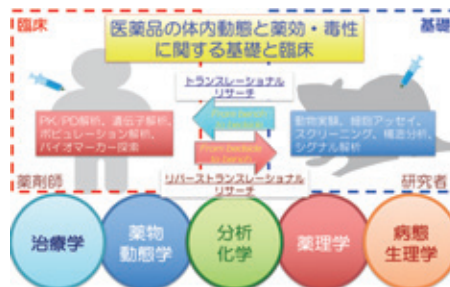 臨床
医薬品の体内動態と薬効・毒性
に関する基礎と臨床
基礎
トランスレーショナル
リサーチ
From bench
to bedside
PK/PD解析、遺伝子解析、
ポピュレーション解析、
バイオマーカー探索
動物実験、細胞アッセイ、
スクリーニング、構造分析、
シグナル解析
From bedside
to bench
薬剤師
リバーストランスレーショナル
リサーチ
研究者
治療学
薬物
動態学
分析
化学
薬理学
病態
生理学